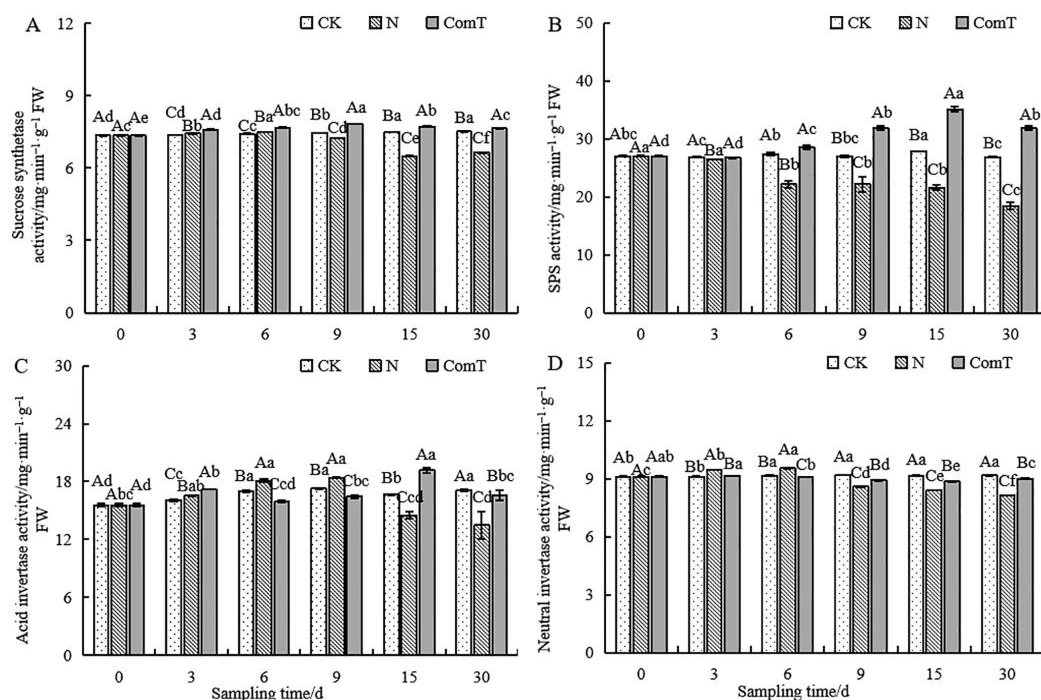 A
CK N ComT
Sucrose synthetase
activity/mg·min⁻¹·g⁻¹ FW
12
9
6
3
0
Ad Ac Ae
Cd Bb Ad
Cc Ba Abc
Bb Cd Aa
Ba Ce Ab
Ba Cf Ac
0 3 6 9 15 30
B
CK N ComT
SPS activity/mg·min⁻¹·g⁻¹ FW
50
40
30
20
10
0
Abc Aa Ad
Ac Ba Ad
Ab Bb Ac
Bbc Cb Ab
Ba Cb Aa
Bc Cc Ab
0 3 6 9 15 30
C
CK N ComT
Acid invertase activity/mg·min⁻¹·g⁻¹
FW
30
24
18
12
6
0
Ad Abc Ad
Cc Bab Ab
Ba Aa Ccd
Ba Aa Cbc
Bb Ccd Aa
Aa Cd Bbc
0 3 6 9 15 30
Sampling time/d
D
CK N ComT
Neutral invertase activity/mg·min⁻¹·g⁻¹
FW
15
12
9
6
3
0
Ab Ac Aab
Bb Ab Ba
Ba Aa Cb
Aa Cd Bd
Aa Ce Be
Aa Cf Bc
0 3 6 9 15 30
Sampling time/d